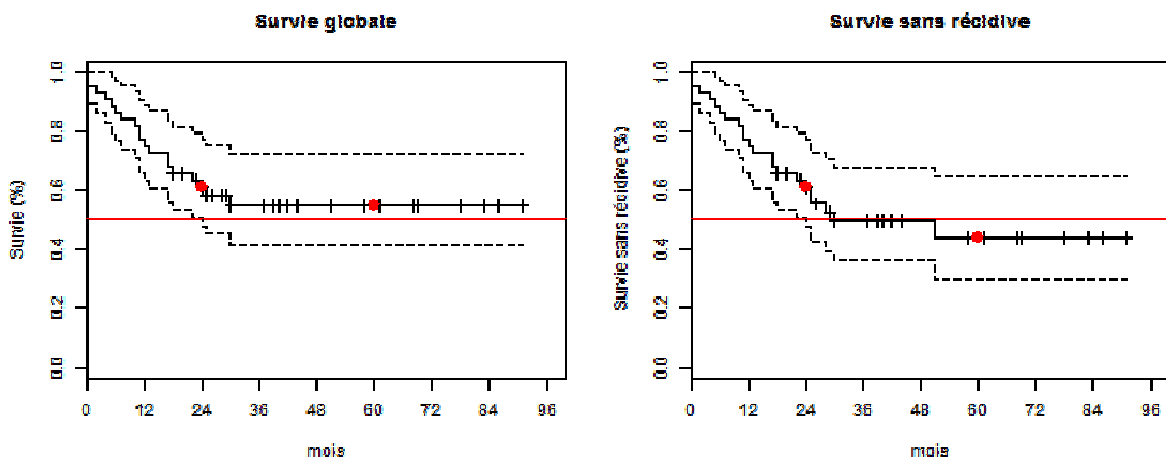 Survie globale
Survie (%)
1.0
0.8
0.6
0.4
0.2
0.0
0 12 24 36 48 60 72 84 96
mois
Survie sans récidive
Survie sans récidive (%)
1.0
0.8
0.6
0.4
0.2
0.0
0 12 24 36 48 60 72 84 96
mois